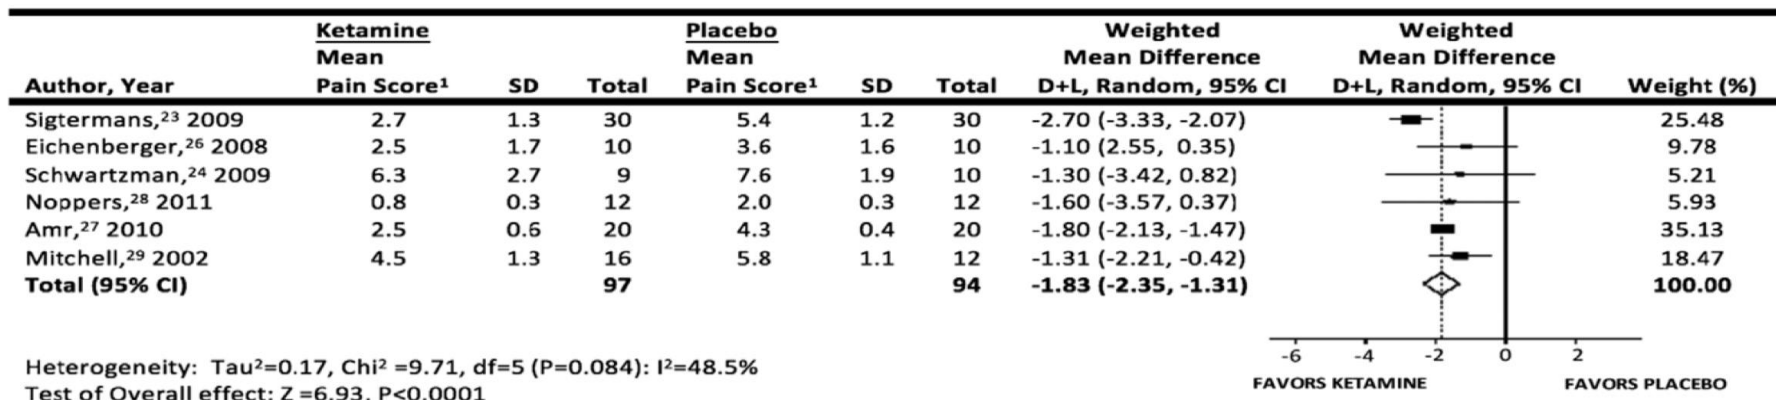 Ketamine Placebo Weighted Weighted
Mean Mean Mean Difference Mean Difference
Author, Year Pain Score¹ SD Total Pain Score¹ SD Total D+L, Random, 95% CI D+L, Random, 95% CI Weight (%)
Sigtermans,²³ 2009 2.7 1.3 30 5.4 1.2 30 -2.70 (-3.33, -2.07) 25.48
Eichenberger,²⁶ 2008 2.5 1.7 10 3.6 1.6 10 -1.10 (2.55, 0.35) 9.78
Schwartzman,²⁴ 2009 6.3 2.7 9 7.6 1.9 10 -1.30 (-3.42, 0.82) 5.21
Noppers,²⁸ 2011 0.8 0.3 12 2.0 0.3 12 -1.60 (-3.57, 0.37) 5.93
Amr,²⁷ 2010 2.5 0.6 20 4.3 0.4 20 -1.80 (-2.13, -1.47) 35.13
Mitchell,²⁹ 2002 4.5 1.3 16 5.8 1.1 12 -1.31 (-2.21, -0.42) 18.47
Total (95% CI) 97 94 -1.83 (-2.35, -1.31) 100.00
-6 -4 -2 0 2
Heterogeneity: Tau²=0.17, Chi² =9.71, df=5 (P=0.084): I²=48.5%
FAVORS KETAMINE FAVORS PLACEBO
Test of Overall effect: Z =6.93, P<0.0001